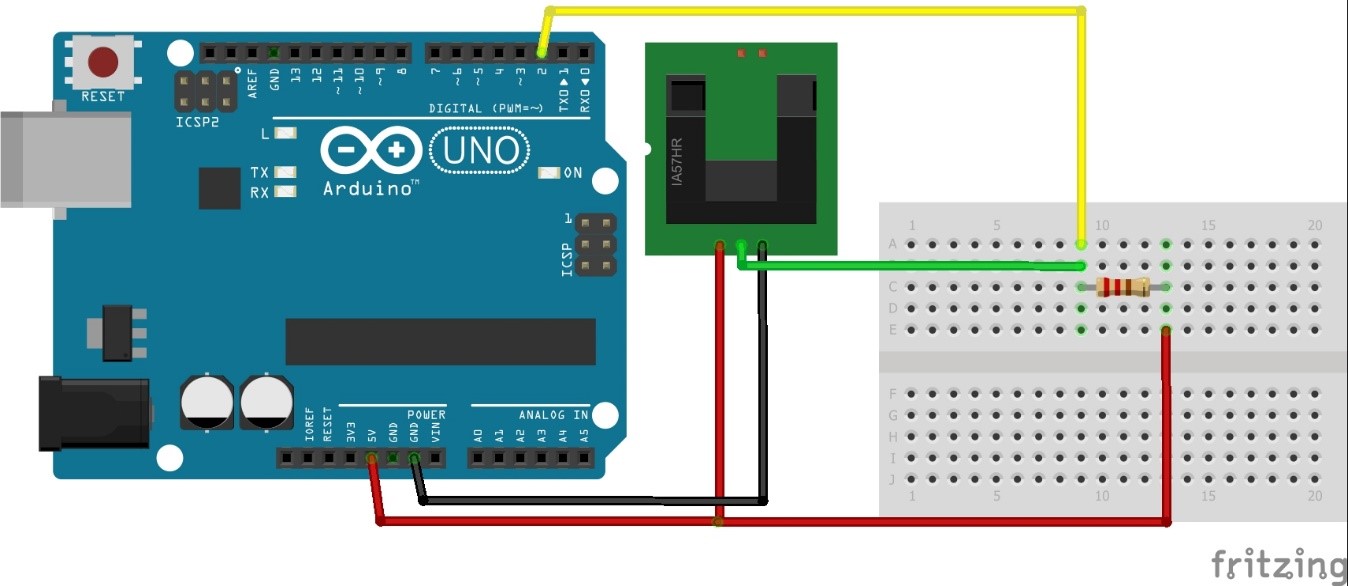 RESET
ICSP2
AREF
GND
13
12
~11
~10
~9
8
7
~6
~5
4
~3
2
TX0▶1
RX0◀0
DIGITAL (PWM=~)
L
TX
RX
Arduino™
UNO
ON
1
ICSP
IA57HR
IOREF
RESET
3V3
5V
GND
GND
VIN
POWER
ANALOG IN
A0
A1
A2
A3
A4
A5
1 5 10 15 20
A
C
D
E
F
G
H
I
J
1 5 10 15 20
fritzing